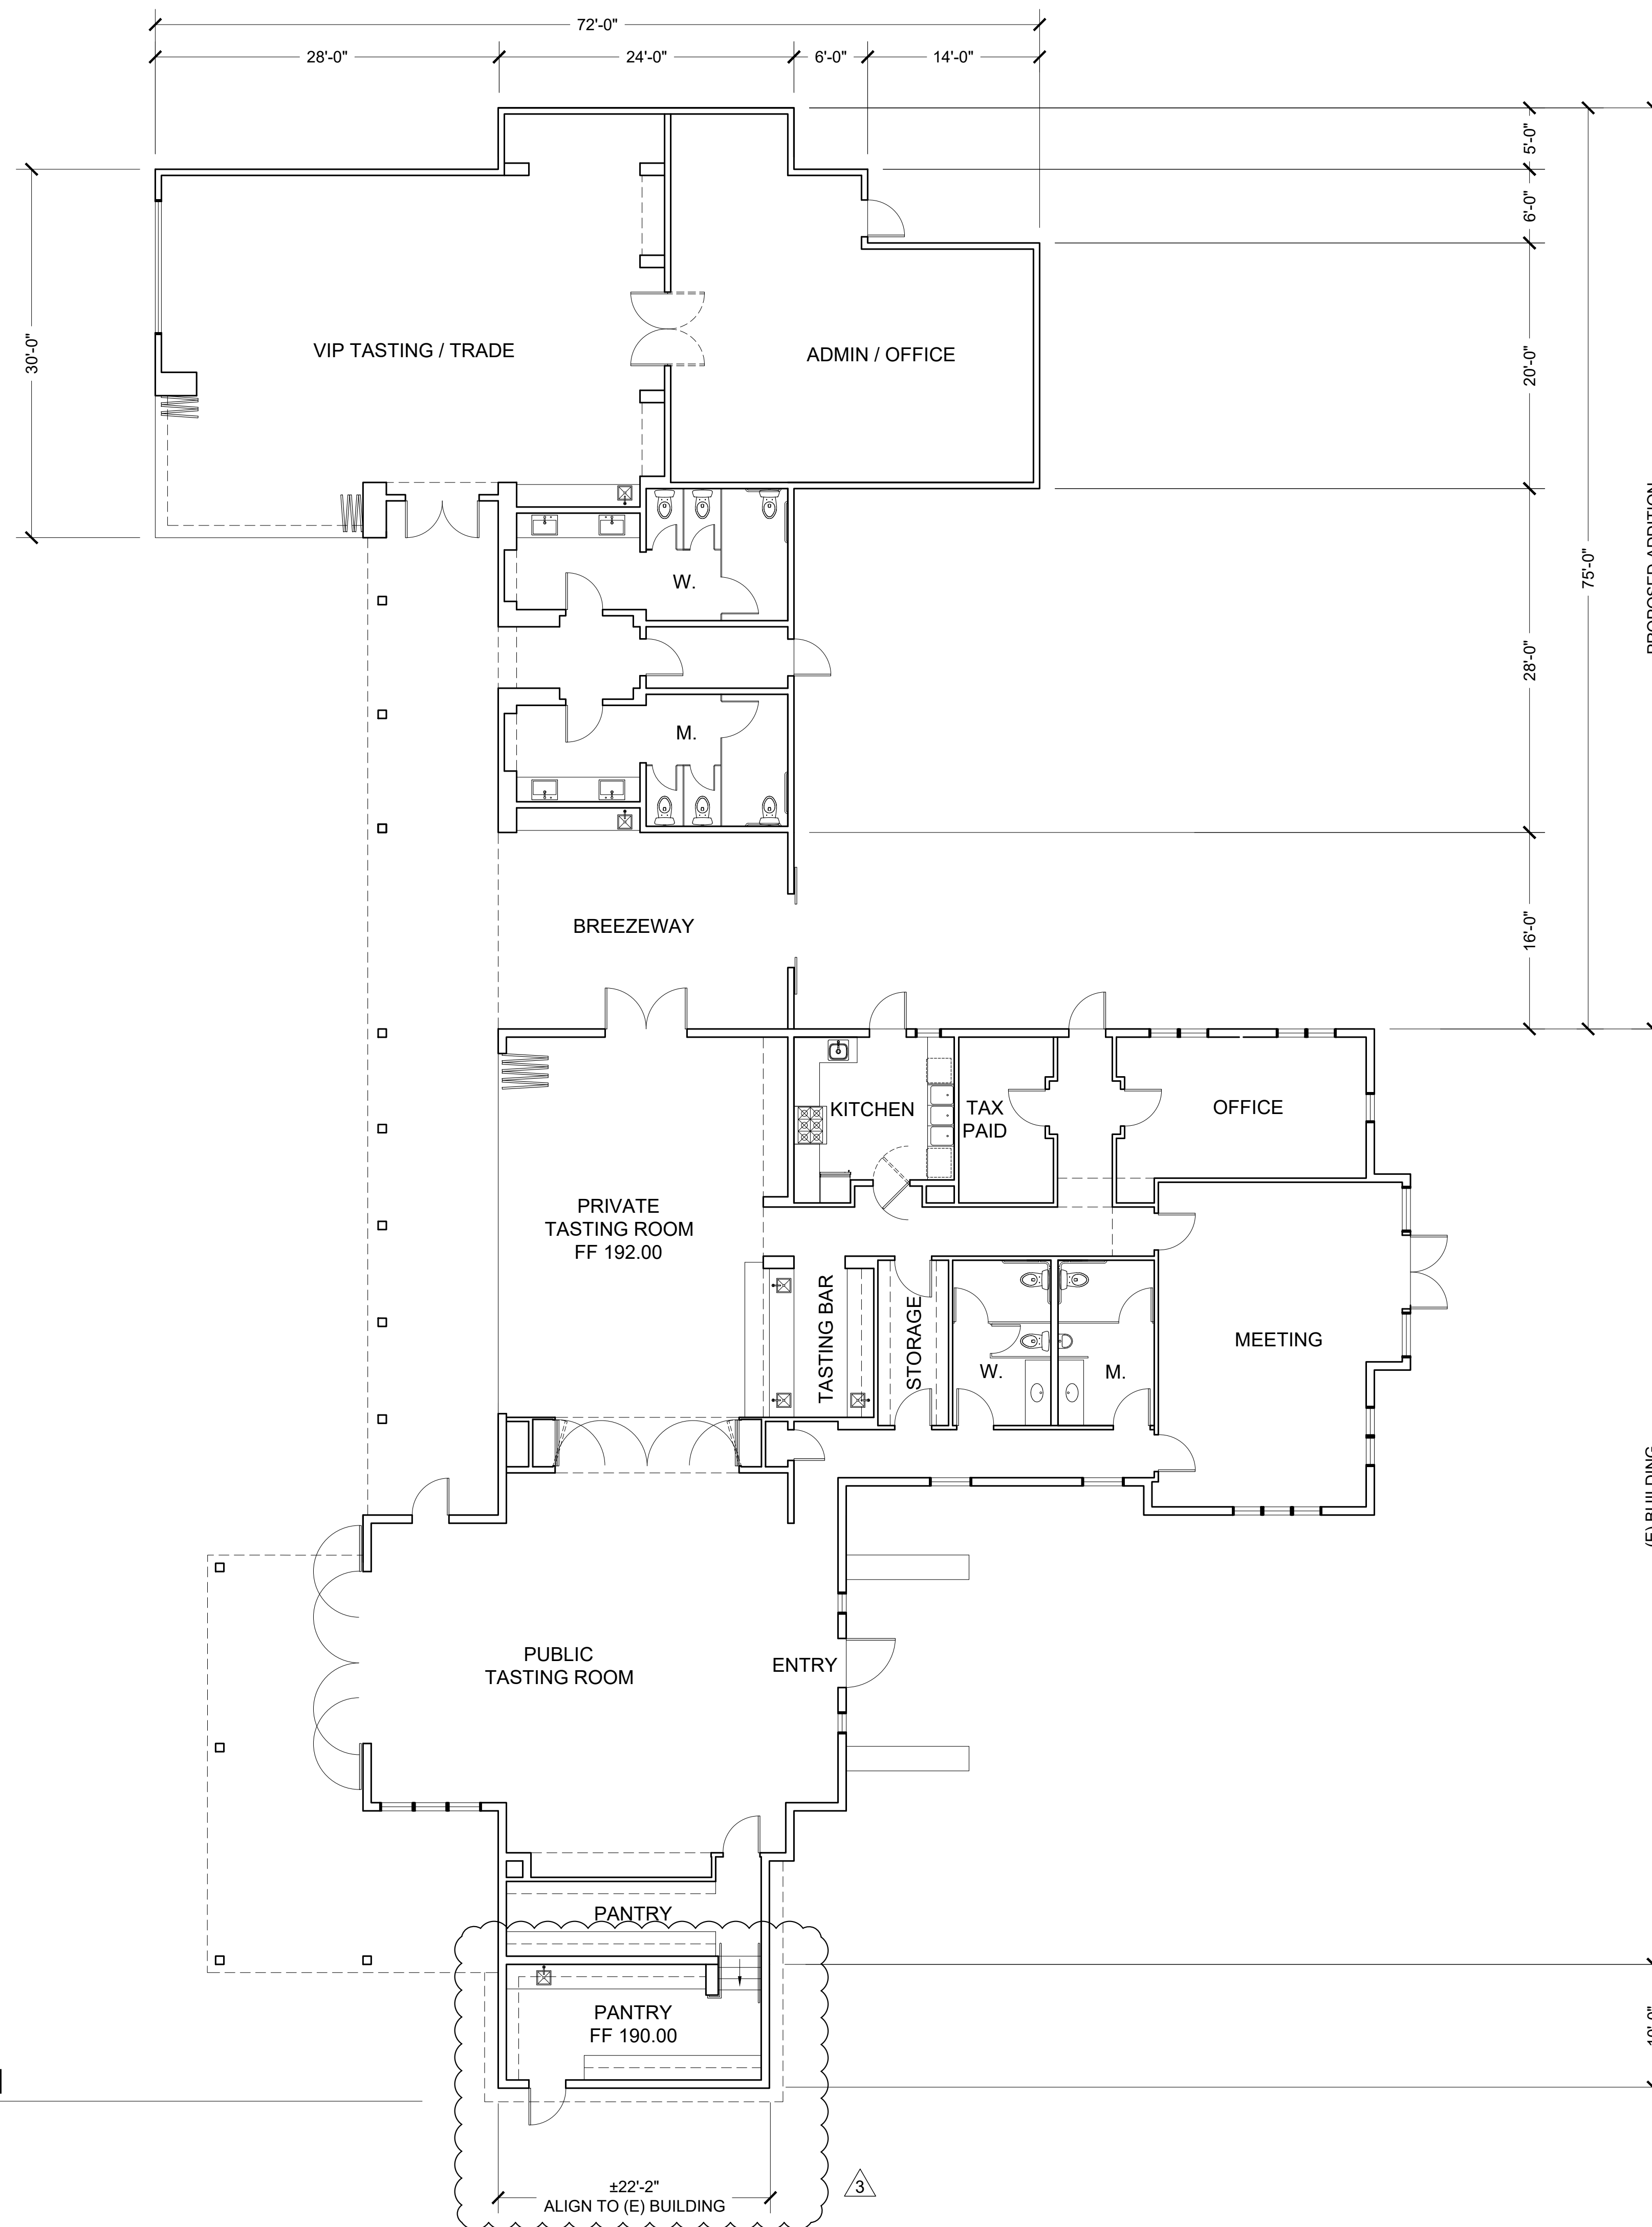 72'-0"
28'-0"
24'-0"
6'-0"
14'-0"
5'-0"
6'-0"
30'-0"
20'-0"
VIP TASTING / TRADE
ADMIN / OFFICE
75'-0"
W.
28'-0"
M.
BREEZEWAY
16'-0"
KITCHEN
TAX
PAID
OFFICE
PRIVATE
TASTING ROOM
FF 192.00
TASTING BAR
STORAGE
W.
M.
MEETING
PUBLIC
TASTING ROOM
ENTRY
PANTRY
PANTRY
FF 190.00
±22'-2"
ALIGN TO (E) BUILDING
3